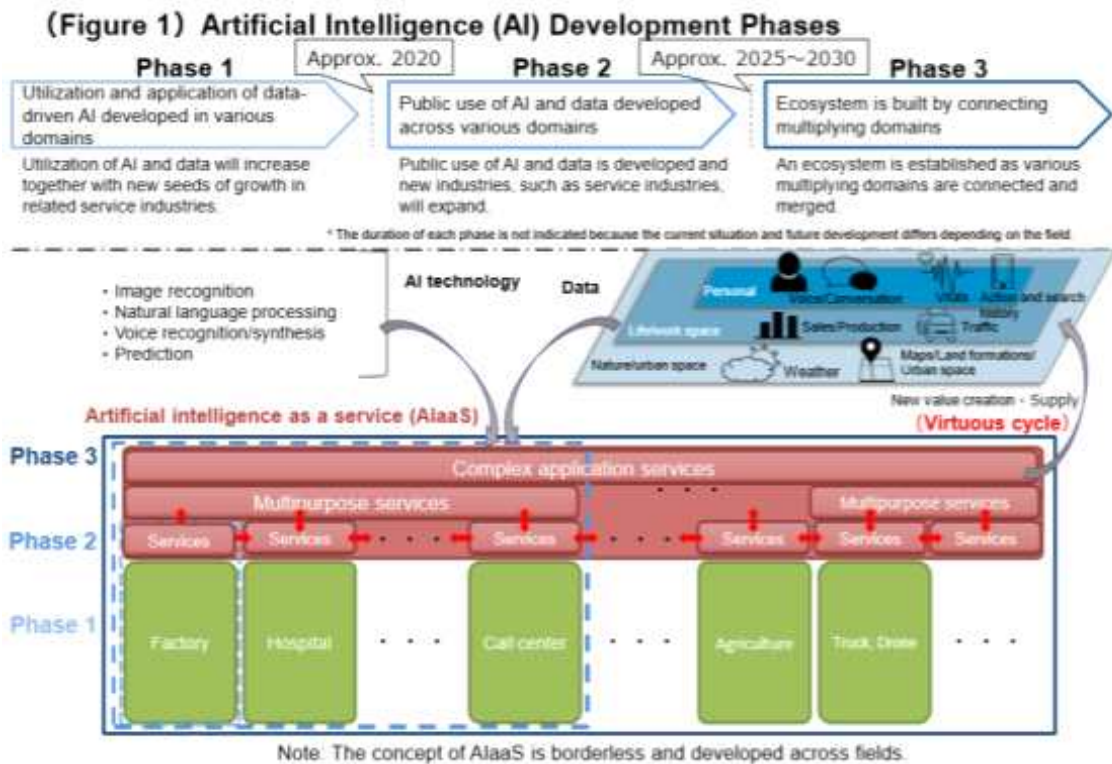 (Figure 1) Artificial Intelligence (AI) Development Phases
Phase 1
Approx. 2020
Phase 2
Approx. 2025～2030
Phase 3
Utilization and application of data-
driven AI developed in various
domains
Public use of AI and data developed
across various domains
Ecosystem is built by connecting
multiplying domains
Utilization of AI and data will increase
together with new seeds of growth in
related service industries.
Public use of AI and data is developed and
new industries, such as service industries,
will expand.
An ecosystem is established as various
multiplying domains are connected and
merged.
* The duration of each phase is not indicated because the current situation and future development differs depending on the field.
・Image recognition
・Natural language processing
・Voice recognition/synthesis
・Prediction
AI technology
Data
Personal
Voice/Conversation
Vitals
Action and search
history
Life/work space
Sales/Production
Traffic
Nature/urban space
Weather
Maps/Land formations/
Urban space
New value creation・Supply
(Virtuous cycle)
Artificial intelligence as a service (AIaaS)
Phase 3
Complex application services
Multipurpose services
・ ・ ・
Multipurpose services
Phase 2
Services
Services
・ ・ ・
Services
・ ・ ・
Services
Services
Services
Phase 1
Factory
Hospital
・ ・ ・
Call center
・ ・ ・
Agriculture
Truck, Drone
・ ・ ・
Note: The concept of AIaaS is borderless and developed across fields.